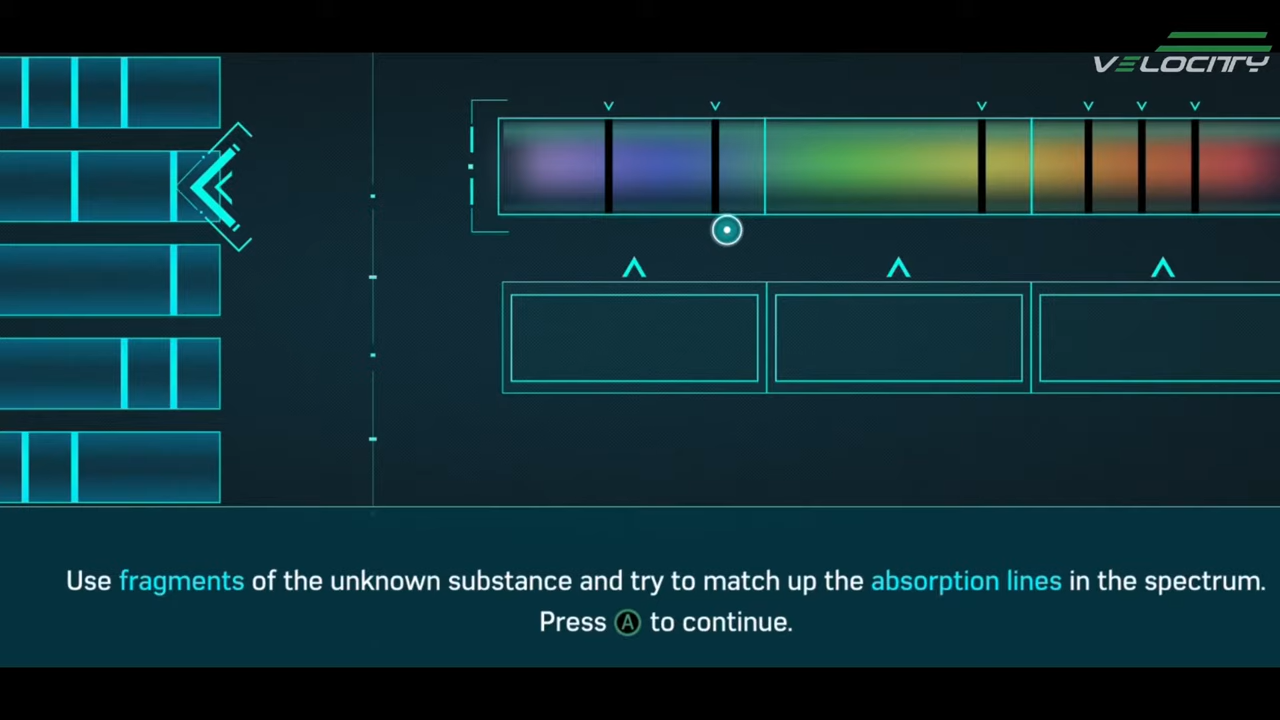 VELOCITY
Use fragments of the unknown substance and try to match up the absorption lines in the spectrum.
Press A to continue.